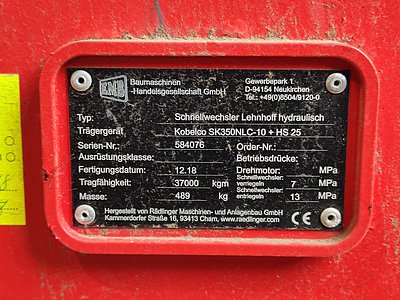 EMB
Baumaschinen
-Handelsgesellschaft GmbH
Gewerbepark 1
D-94154 Neukirchen
Tel.: +49(0)8504/9120-0
Typ: Schnellwechsler Lehnhoff hydraulisch
Trägergerät Kobelco SK350NLC-10 + HS 25
Serien-Nr.: 584076 Order-Nr.:
Ausrüstungsklasse: Betriebsdrücke:
Fertigungsdatum: 12.18 Drehmotor: MPa
Tragfähigkeit: 37000 kgm Schnellwechsler: verriegeln 7 MPa
Masse: 489 kg Schnellwechsler: entriegeln 13 MPa
Hergestellt von Rädlinger Maschinen- und Anlagenbau GmbH
Kammerdorfer Straße 16, 93413 Cham, www.raedlinger.com
CE